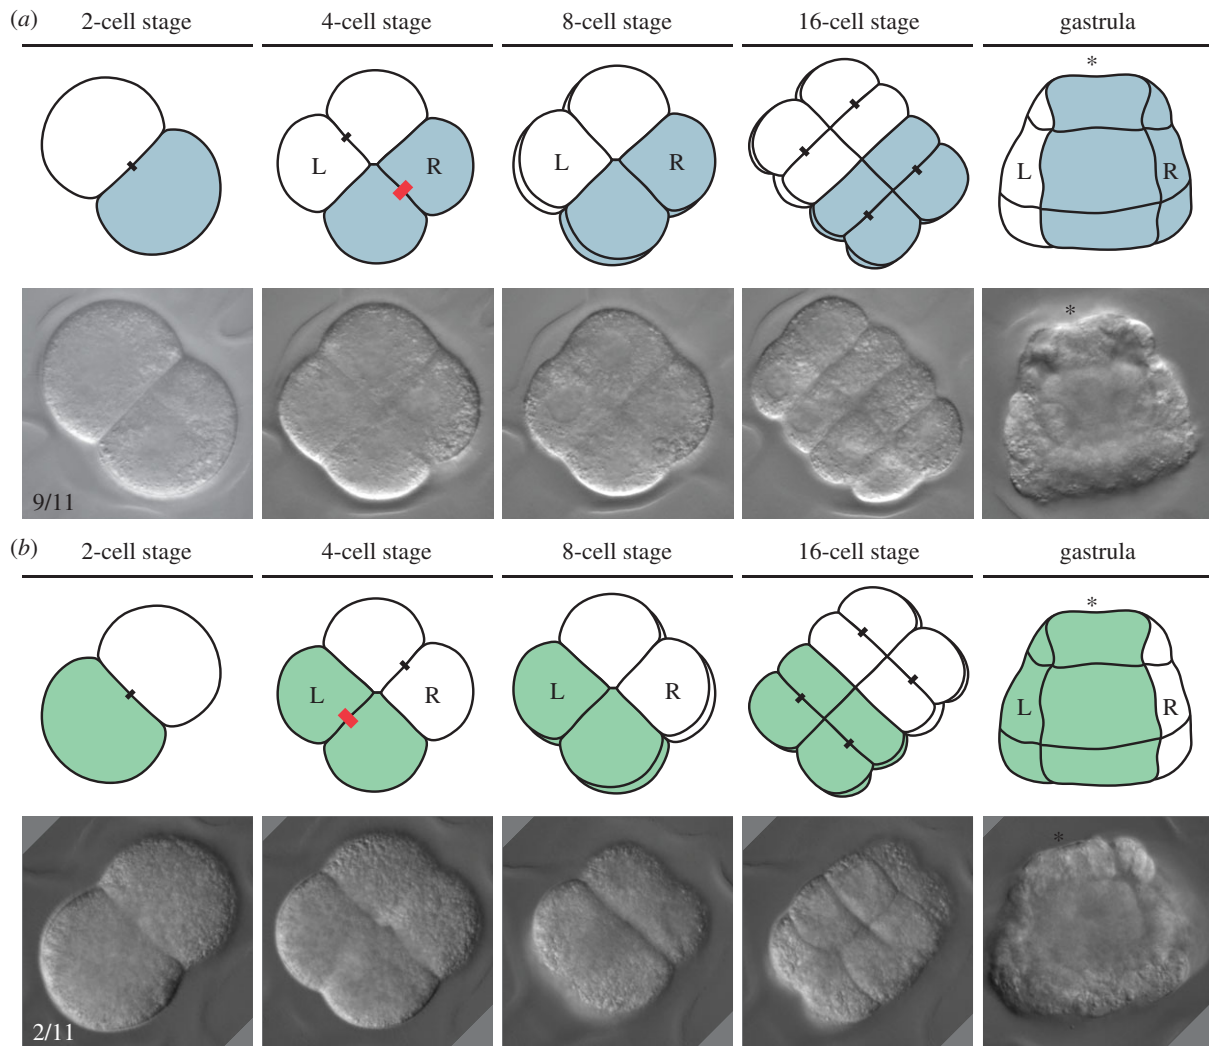 (a) 2-cell stage 4-cell stage 8-cell stage 16-cell stage gastrula
*
L R L R L R
*
9/11
(b) 2-cell stage 4-cell stage 8-cell stage 16-cell stage gastrula
*
L R L R L R
*
2/11